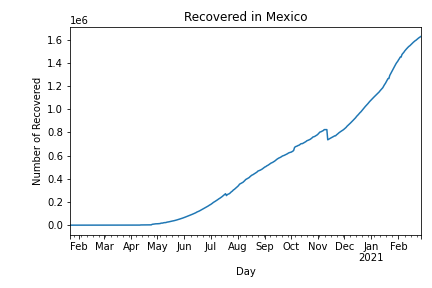 Recovered in Mexico
1e6
1.6
1.4
1.2
1.0
0.8
0.6
0.4
0.2
0.0
Number of Recovered
Feb Mar Apr May Jun Jul Aug Sep Oct Nov Dec Jan Feb
2021
Day